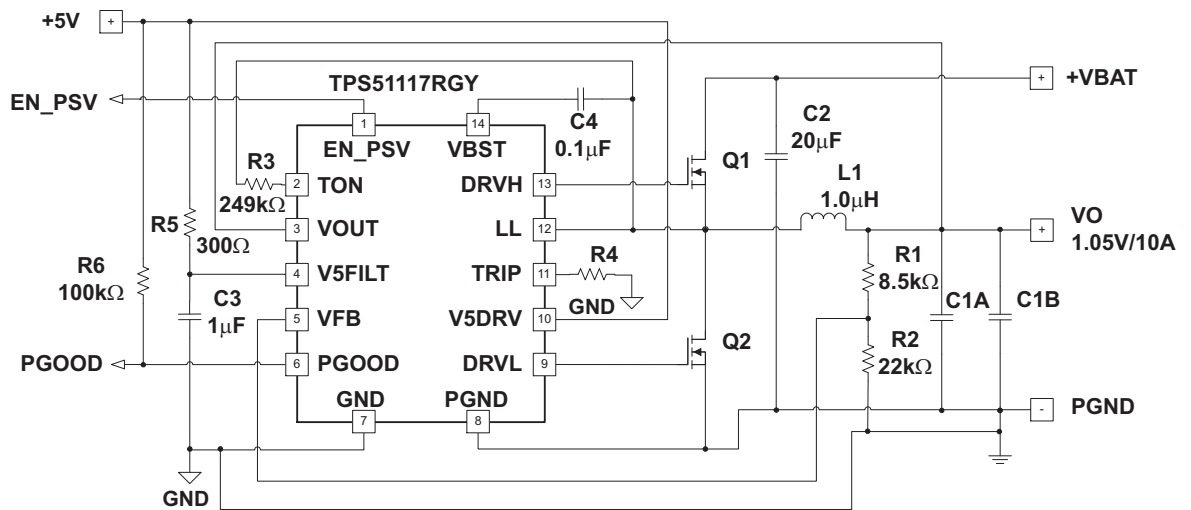 +5V
+
TPS51117RGY
+
+VBAT
EN_PSV
1
14
C4
0.1μF
C2
20μF
EN_PSV
VBST
R3
249kΩ
2
TON
DRVH
13
Q1
L1
1.0μH
R5
300Ω
3
VOUT
LL
12
+
VO
1.05V/10A
R6
100kΩ
4
V5FILT
TRIP
11
R4
GND
R1
8.5kΩ
C1A
C1B
C3
1μF
5
VFB
V5DRV
10
R2
22kΩ
PGOOD
6
PGOOD
DRVL
9
Q2
GND
PGND
7
8
-
PGND
GND